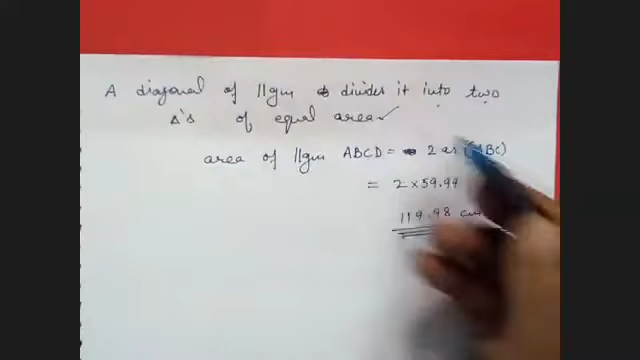 A diagonal of ||gm divides it into two
Δ's of equal area
area of ||gm ABCD = 2 ar (ABC)
= 2 × 59.99
119.98